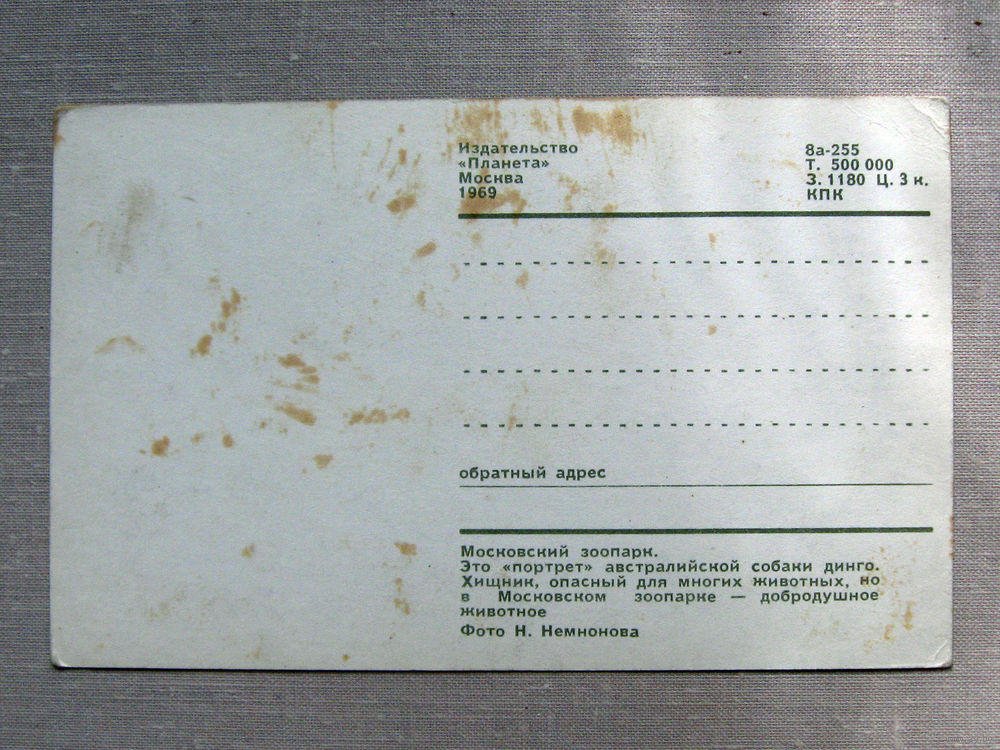 Издательство
«Планета»
Москва
1969
8а-255
Т. 500 000
З. 1180 Ц. 3 к.
КПК
обратный адрес
Московский зоопарк.
Это «портрет» австралийской собаки динго.
Хищник, опасный для многих животных, но
в Московском зоопарке — добродушное
животное
Фото Н. Немнонова